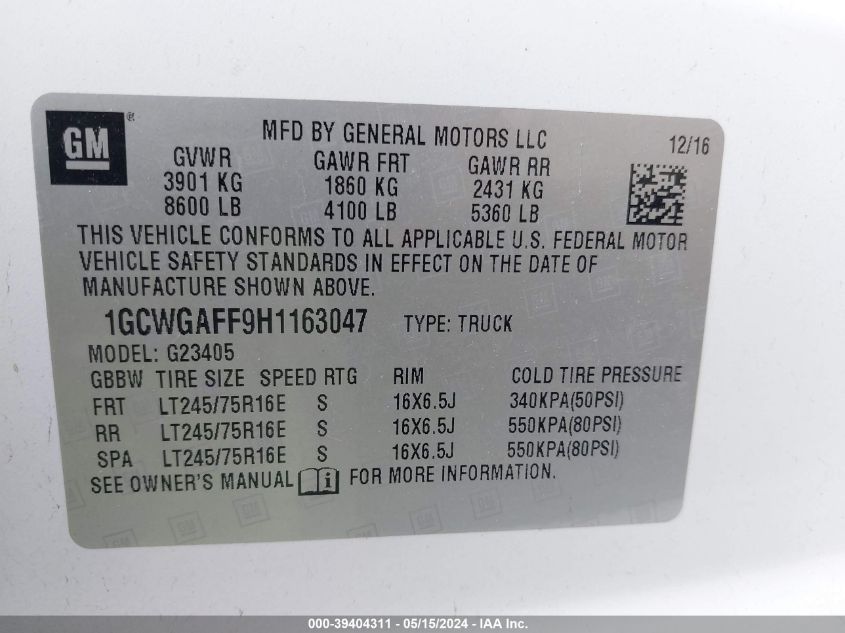 GM ®
MFD BY GENERAL MOTORS LLC 12/16
GVWR GAWR FRT GAWR RR
3901 KG 1860 KG 2431 KG
8600 LB 4100 LB 5360 LB
THIS VEHICLE CONFORMS TO ALL APPLICABLE U.S. FEDERAL MOTOR
VEHICLE SAFETY STANDARDS IN EFFECT ON THE DATE OF
MANUFACTURE SHOWN ABOVE.
1GCWGAFF9H1163047 TYPE: TRUCK
MODEL: G23405
GBBW TIRE SIZE SPEED RTG RIM COLD TIRE PRESSURE
FRT LT245/75R16E S 16X6.5J 340KPA(50PSI)
RR LT245/75R16E S 16X6.5J 550KPA(80PSI)
SPA LT245/75R16E S 16X6.5J 550KPA(80PSI)
SEE OWNER'S MANUAL i FOR MORE INFORMATION.
000-39404311 - 05/15/2024 - IAA Inc.